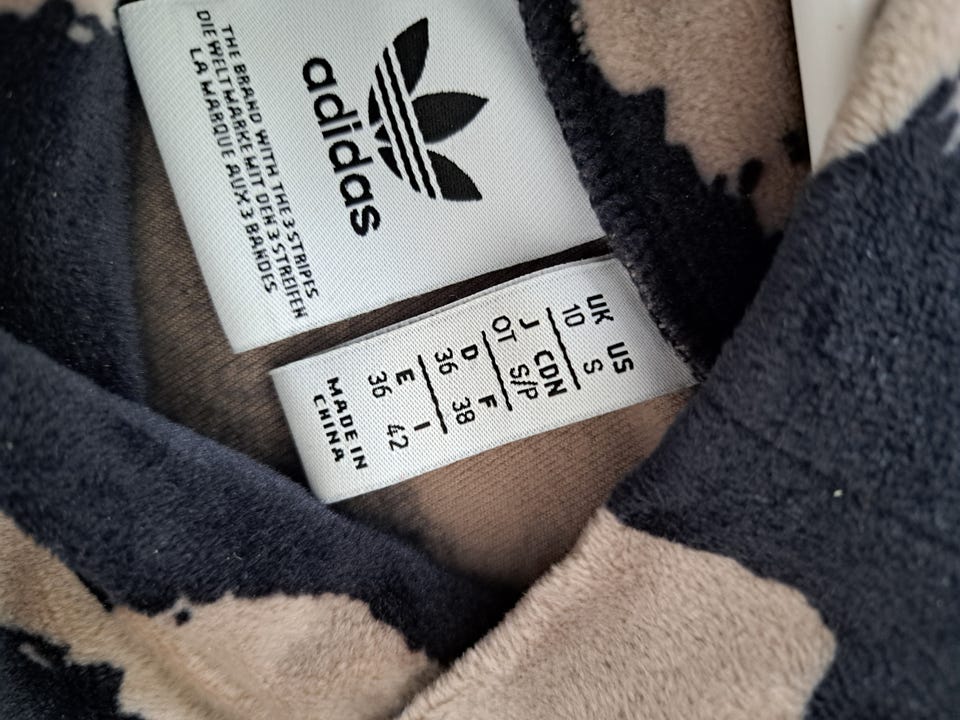 adidas
THE BRAND WITH THE 3 STRIPES
DIE WELTMARKE MIT DEN 3 STREIFEN
LA MARQUE AUX 3 BANDES
UK US
10 S
J CDN
OT S/P
D F
36 38
E I
36 42
MADE IN
CHINA